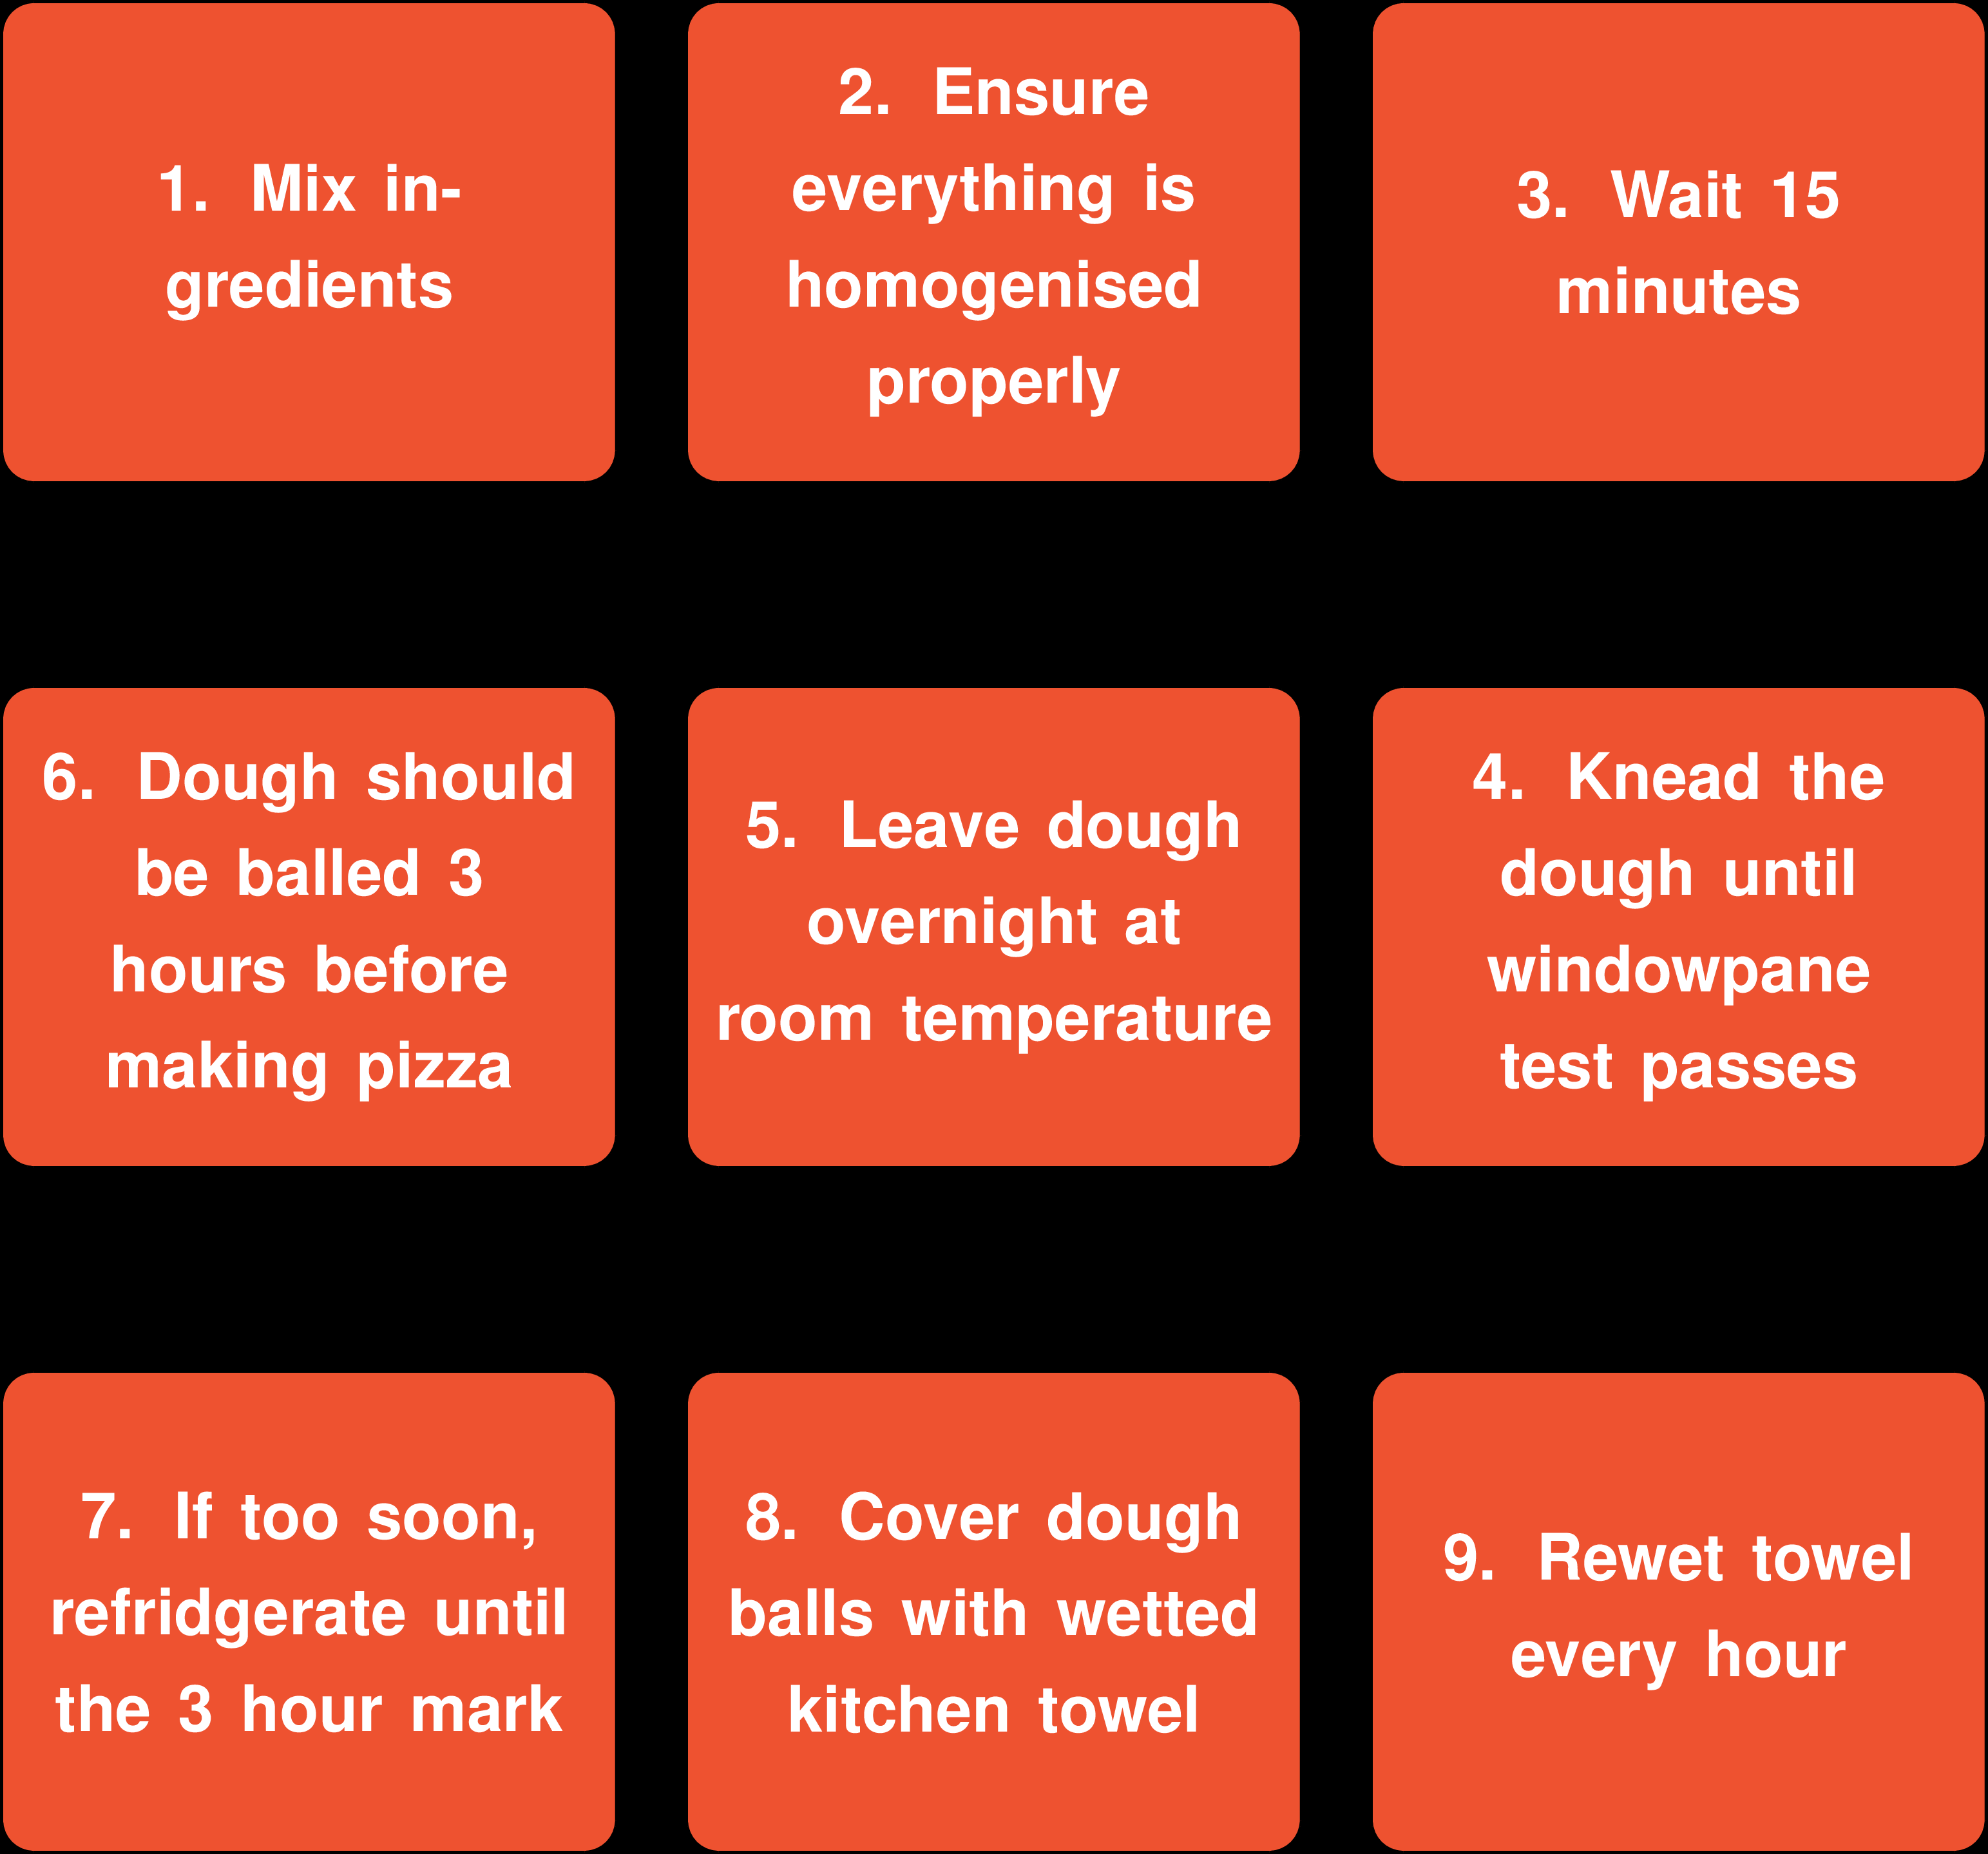 1. Mix in-
gredients
2. Ensure
everything is
homogenised
properly
3. Wait 15
minutes
4. Knead the
dough until
windowpane
test passes
5. Leave dough
overnight at
room temperature
6. Dough should
be balled 3
hours before
making pizza
7. If too soon,
refridgerate until
the 3 hour mark
8. Cover dough
balls with wetted
kitchen towel
9. Rewet towel
every hour